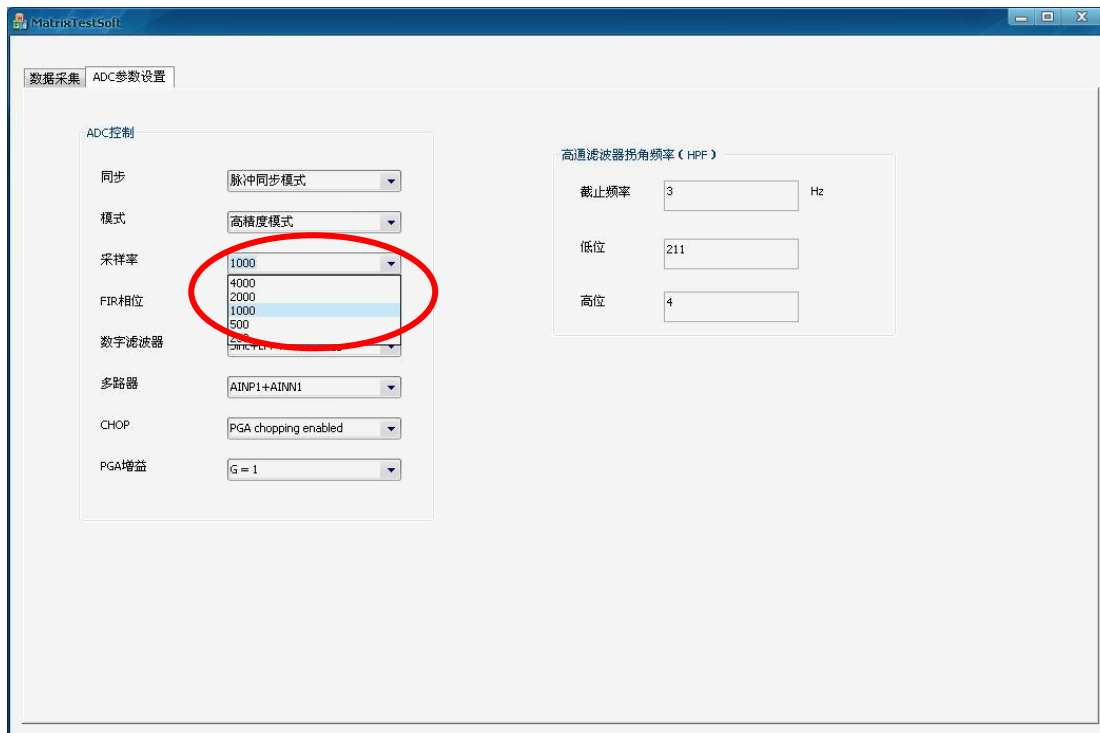 MatrixTestSoft
数据采集 ADC参数设置
ADC控制
同步 脉冲同步模式
模式 高精度模式
采样率 1000
4000
2000
1000
500
FIR相位
数字滤波器
多路器 AINP1+AINN1
CHOP PGA chopping enabled
PGA增益 G = 1
高通滤波器拐角频率(HPF)
截止频率 3 Hz
低位 211
高位 4